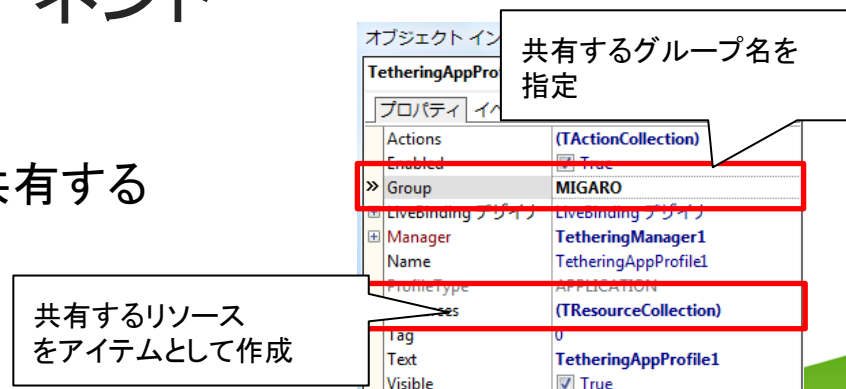 ネント
オブジェクト イン
共有するグループ名を
指定
TetheringAppPro
プロパティ イベ
Actions (TActionCollection)
Enabled True
» Group MIGARO
共有する
LiveBinding デザイナ LiveBinding デザイナ
Manager TetheringManager1
Name TetheringAppProfile1
ProfileType APPLICATION
(TResourceCollection)
共有するリソース
をアイテムとして作成
Tag 0
Text TetheringAppProfile1
Visible True